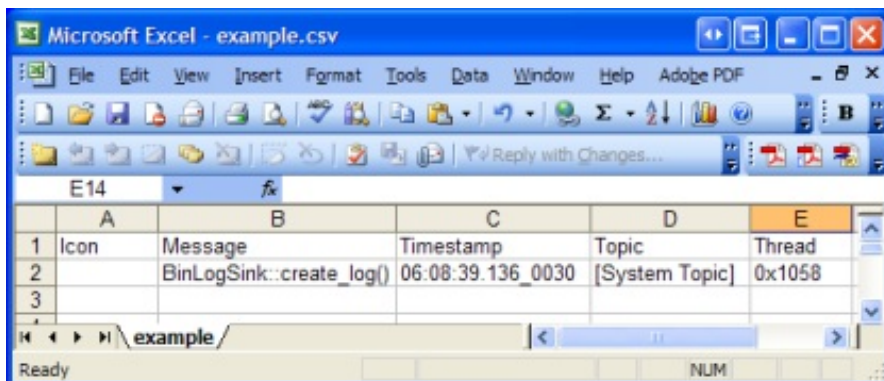 Microsoft Excel - example.csv
File Edit View Insert Format Tools Data Window Help Adobe PDF
Σ B
Reply with Changes...
E14 fx
A B C D E
1 Icon Message Timestamp Topic Thread
2 BinLogSink::create_log() 06:08:39.136_0030 [System Topic] 0x1058
3
example
Ready NUM